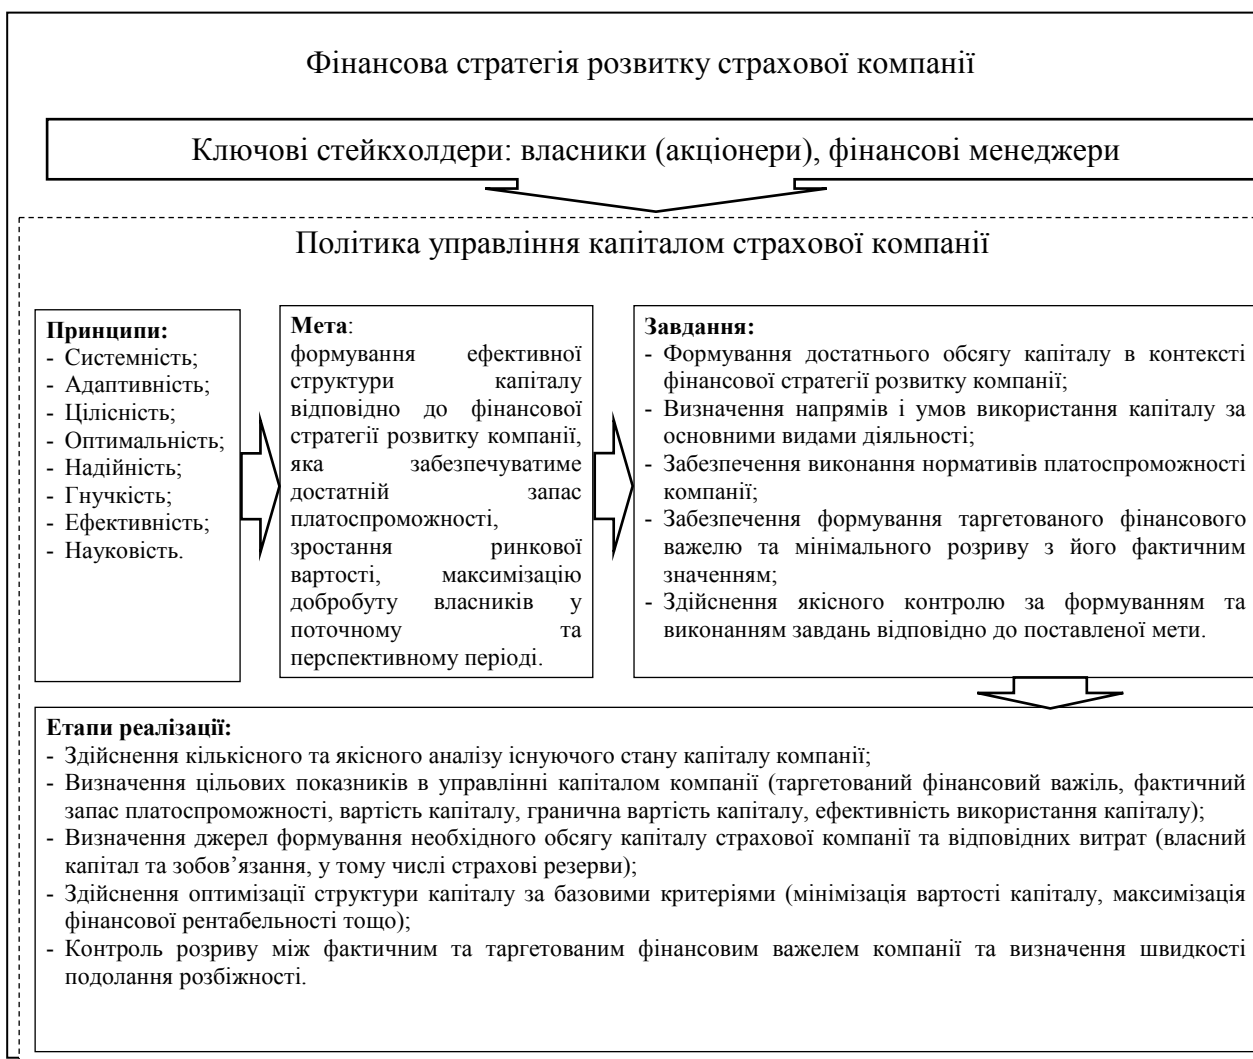 Фінансова стратегія розвитку страхової компанії
Ключові стейкхолдери: власники (акціонери), фінансові менеджери
Політика управління капіталом страхової компанії
Принципи:
- Системність;
- Адаптивність;
- Цілісність;
- Оптимальність;
- Надійність;
- Гнучкість;
- Ефективність;
- Науковість.
Мета:
формування ефективної
структури капіталу
відповідно до фінансової
стратегії розвитку компанії,
яка забезпечуватиме
достатній запас
платоспроможності,
зростання ринкової
вартості, максимізацію
добробуту власників у
поточному та
перспективному періоді.
Завдання:
- Формування достатнього обсягу капіталу в контексті
фінансової стратегії розвитку компанії;
- Визначення напрямів і умов використання капіталу за
основними видами діяльності;
- Забезпечення виконання нормативів платоспроможності
компанії;
- Забезпечення формування таргетованого фінансового
важелю та мінімального розриву з його фактичним
значенням;
- Здійснення якісного контролю за формуванням та
виконанням завдань відповідно до поставленої мети.
Етапи реалізації:
- Здійснення кількісного та якісного аналізу існуючого стану капіталу компанії;
- Визначення цільових показників в управлінні капіталом компанії (таргетований фінансовий важіль, фактичний
запас платоспроможності, вартість капіталу, гранична вартість капіталу, ефективність використання капіталу);
- Визначення джерел формування необхідного обсягу капіталу страхової компанії та відповідних витрат (власний
капітал та зобов’язання, у тому числі страхові резерви);
- Здійснення оптимізації структури капіталу за базовими критеріями (мінімізація вартості капіталу, максимізація
фінансової рентабельності тощо);
- Контроль розриву між фактичним та таргетованим фінансовим важелем компанії та визначення швидкості
подолання розбіжності.